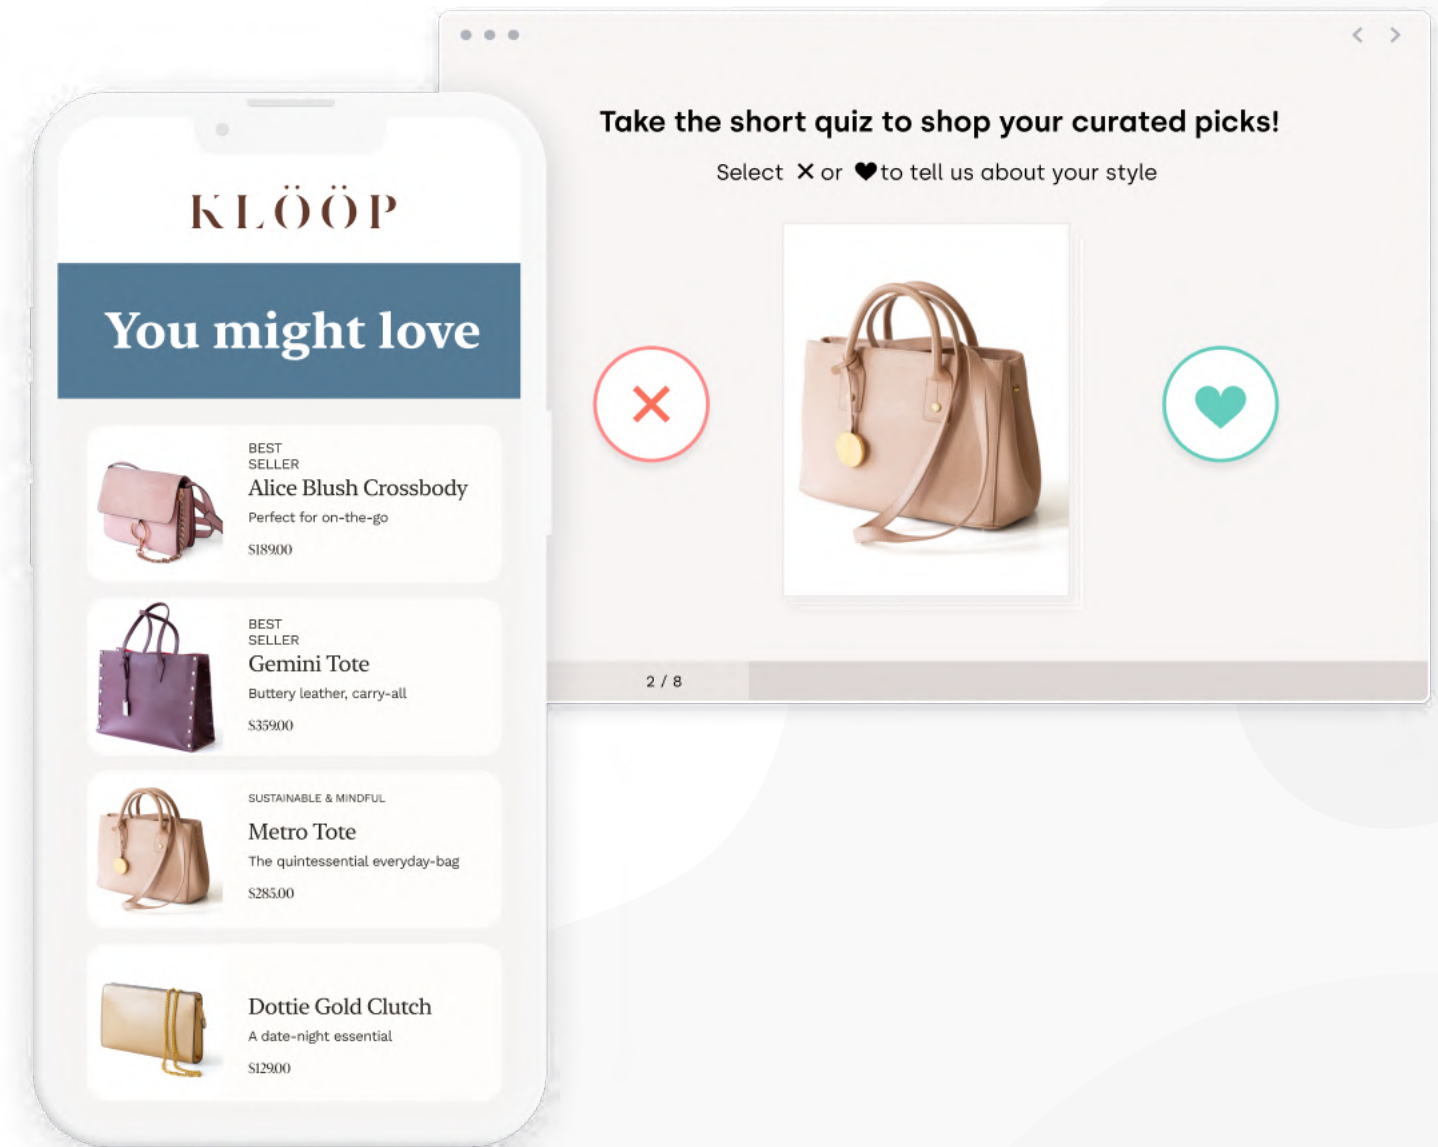 Take the short quiz to shop your curated picks!
Select ✕ or ♥ to tell us about your style
2 / 8
KLÖÖP
You might love
BEST
SELLER
Alice Blush Crossbody
Perfect for on-the-go
$189.00
BEST
SELLER
Gemini Tote
Buttery leather, carry-all
$359.00
SUSTAINABLE & MINDFUL
Metro Tote
The quintessential everyday-bag
$285.00
Dottie Gold Clutch
A date-night essential
$129.00